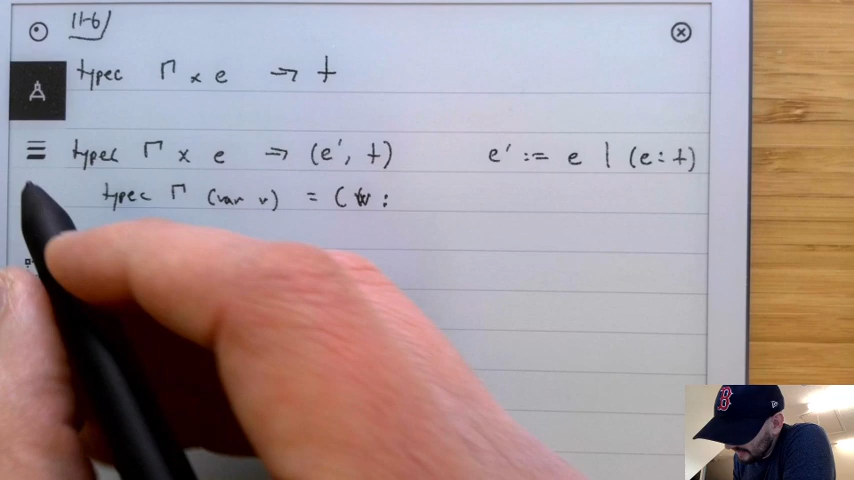 11-6/
typec Γ x e → t
typec Γ x e → (e', t) e' := e | (e : t)
typec Γ (var v) = ( :
B